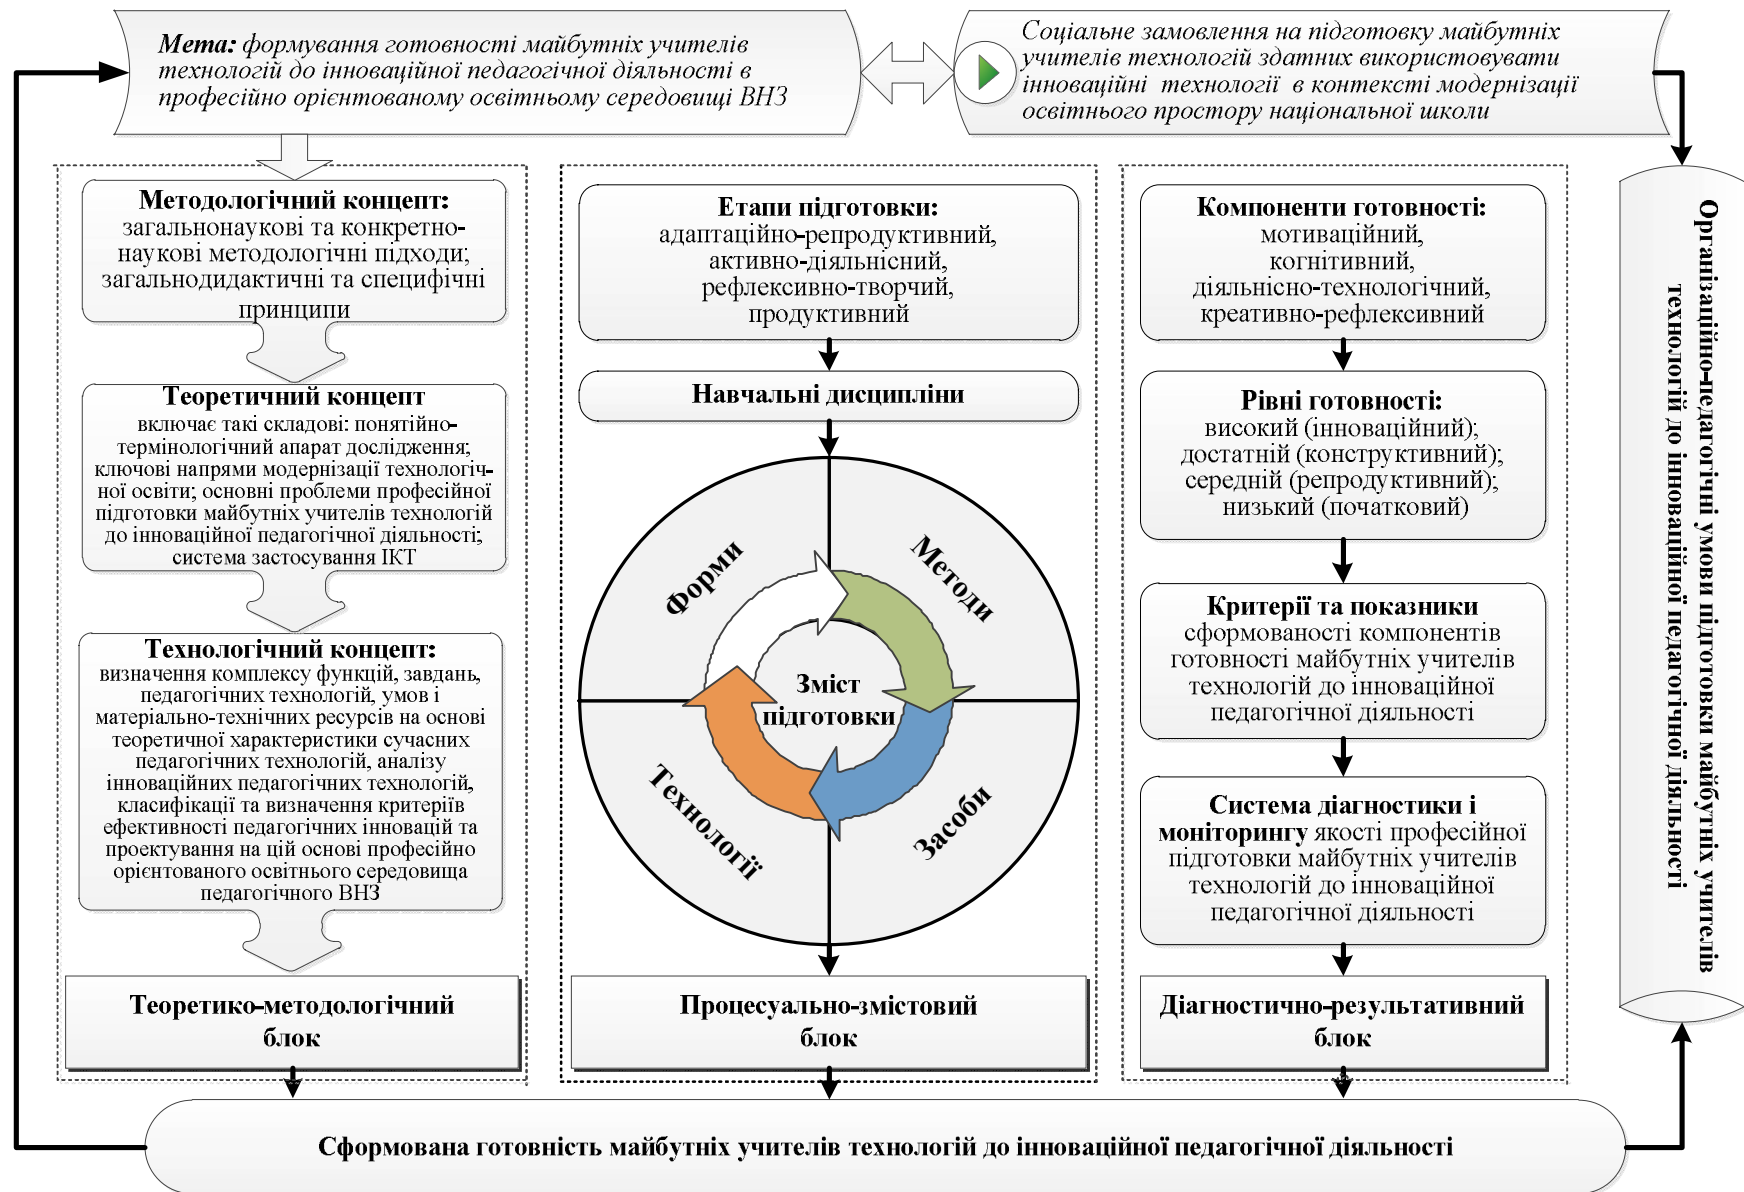 Мета: формування готовності майбутніх учителів
технологій до інноваційної педагогічної діяльності в
професійно орієнтованому освітньому середовищі ВНЗ
Соціальне замовлення на підготовку майбутніх
учителів технологій здатних використовувати
інноваційні технології в контексті модернізації
освітнього простору національної школи
Методологічний концепт:
загальнонаукові та конкретно-
наукові методологічні підходи;
загальнодидактичні та специфічні
принципи
Теоретичний концепт
включає такі складові: понятійно-
термінологічний апарат дослідження;
ключові напрями модернізації технологіч-
ної освіти; основні проблеми професійної
підготовки майбутніх учителів технологій
до інноваційної педагогічної діяльності;
система застосування ІКТ
Технологічний концепт:
визначення комплексу функцій, завдань,
педагогічних технологій, умов і
матеріально-технічних ресурсів на основі
теоретичної характеристики сучасних
педагогічних технологій, аналізу
інноваційних педагогічних технологій,
класифікації та визначення критеріїв
ефективності педагогічних інновацій та
проектування на цій основі професійно
орієнтованого освітнього середовища
педагогічного ВНЗ
Теоретико-методологічний
блок
Етапи підготовки:
адаптаційно-репродуктивний,
активно-діяльнісний,
рефлексивно-творчий,
продуктивний
Навчальні дисципліни
Форми
Методи
Зміст
підготовки
Технології
Засоби
Процесуально-змістовий
блок
Компоненти готовності:
мотиваційний,
когнітивний,
діяльнісно-технологічний,
креативно-рефлексивний
Рівні готовності:
високий (інноваційний);
достатній (конструктивний);
середній (репродуктивний);
низький (початковий)
Критерії та показники
сформованості компонентів
готовності майбутніх учителів
технологій до інноваційної
педагогічної діяльності
Система діагностики і
моніторингу якості професійної
підготовки майбутніх учителів
технологій до інноваційної
педагогічної діяльності
Діагностично-результативний
блок
Організаційно-педагогічні умови підготовки майбутніх учителів
технологій до інноваційної педагогічної діяльності
Сформована готовність майбутніх учителів технологій до інноваційної педагогічної діяльності